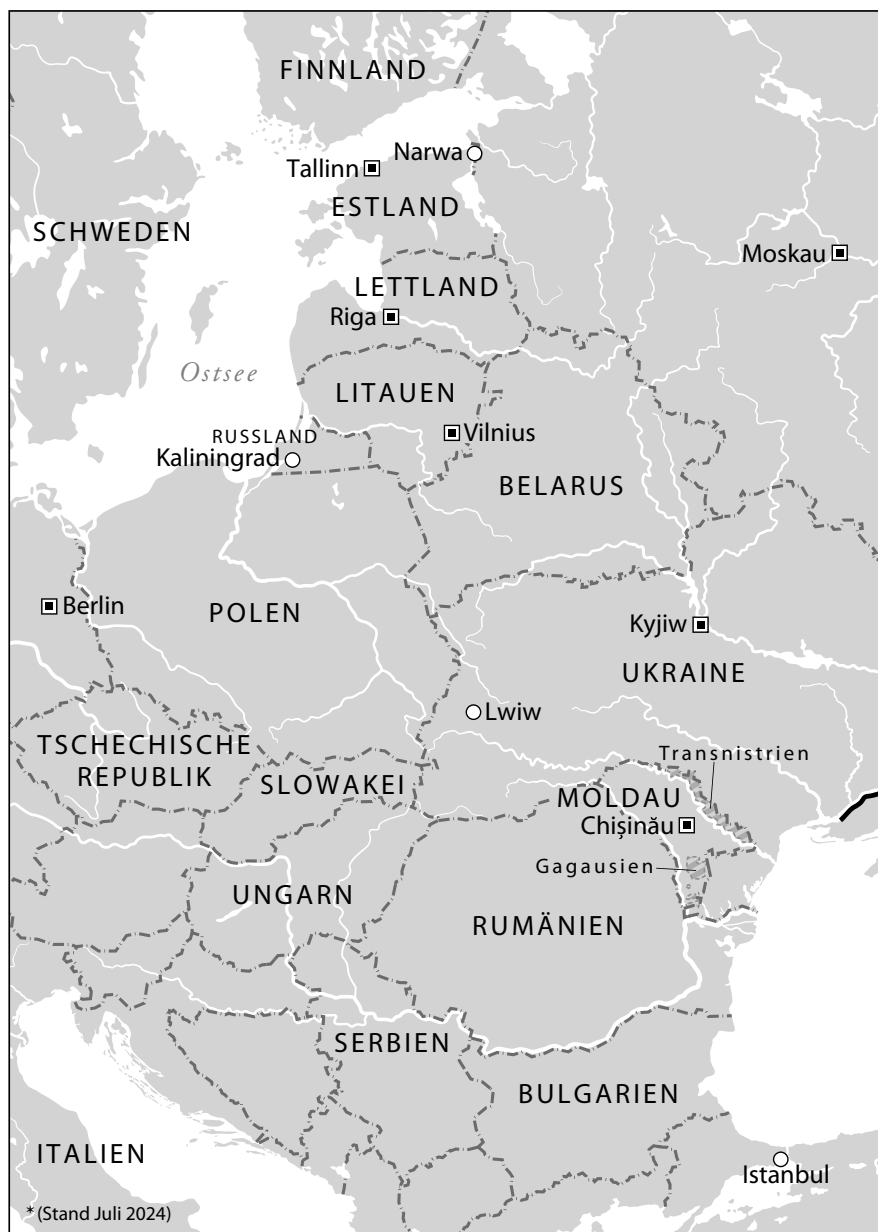 FINNLAND
Narwa
Tallinn
ESTLAND
SCHWEDEN
Moskau
LETTLAND
Riga
Ostsee
LITAUEN
RUSSLAND
Vilnius
Kaliningrad
BELARUS
Berlin
POLEN
Kyjiw
UKRAINE
Lwiw
TSCHECHISCHE
REPUBLIK
Transnistrien
SLOWAKEI
MOLDAU
Chișinău
Gagausien
UNGARN
RUMÄNIEN
SERBIEN
BULGARIEN
ITALIEN
Istanbul
* (Stand Juli 2024)